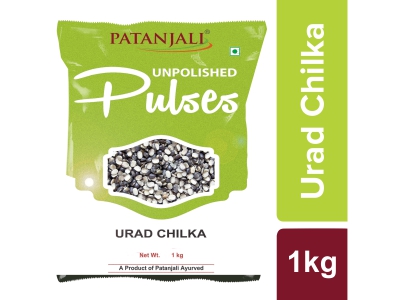 PATANJALI®
UNPOLISHED
Pulses
URAD CHILKA
Net Wt. 1 kg
A Product of Patanjali Ayurved
Urad Chilka
1kg